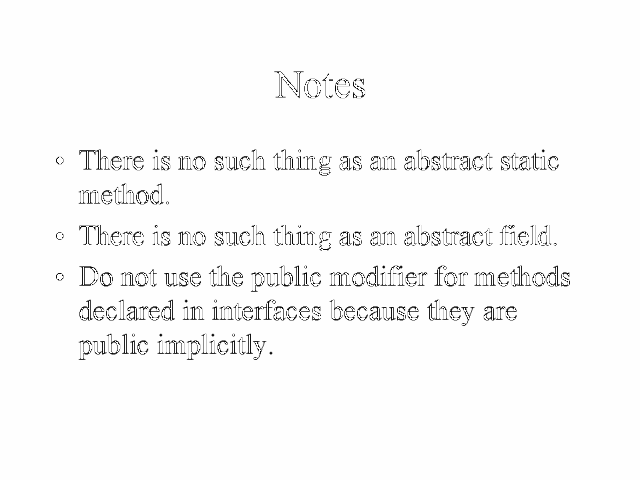 Notes
◦ There is no such thing as an abstract static
method.
◦ There is no such thing as an abstract field.
◦ Do not use the public modifier for methods
declared in interfaces because they are
public implicitly.